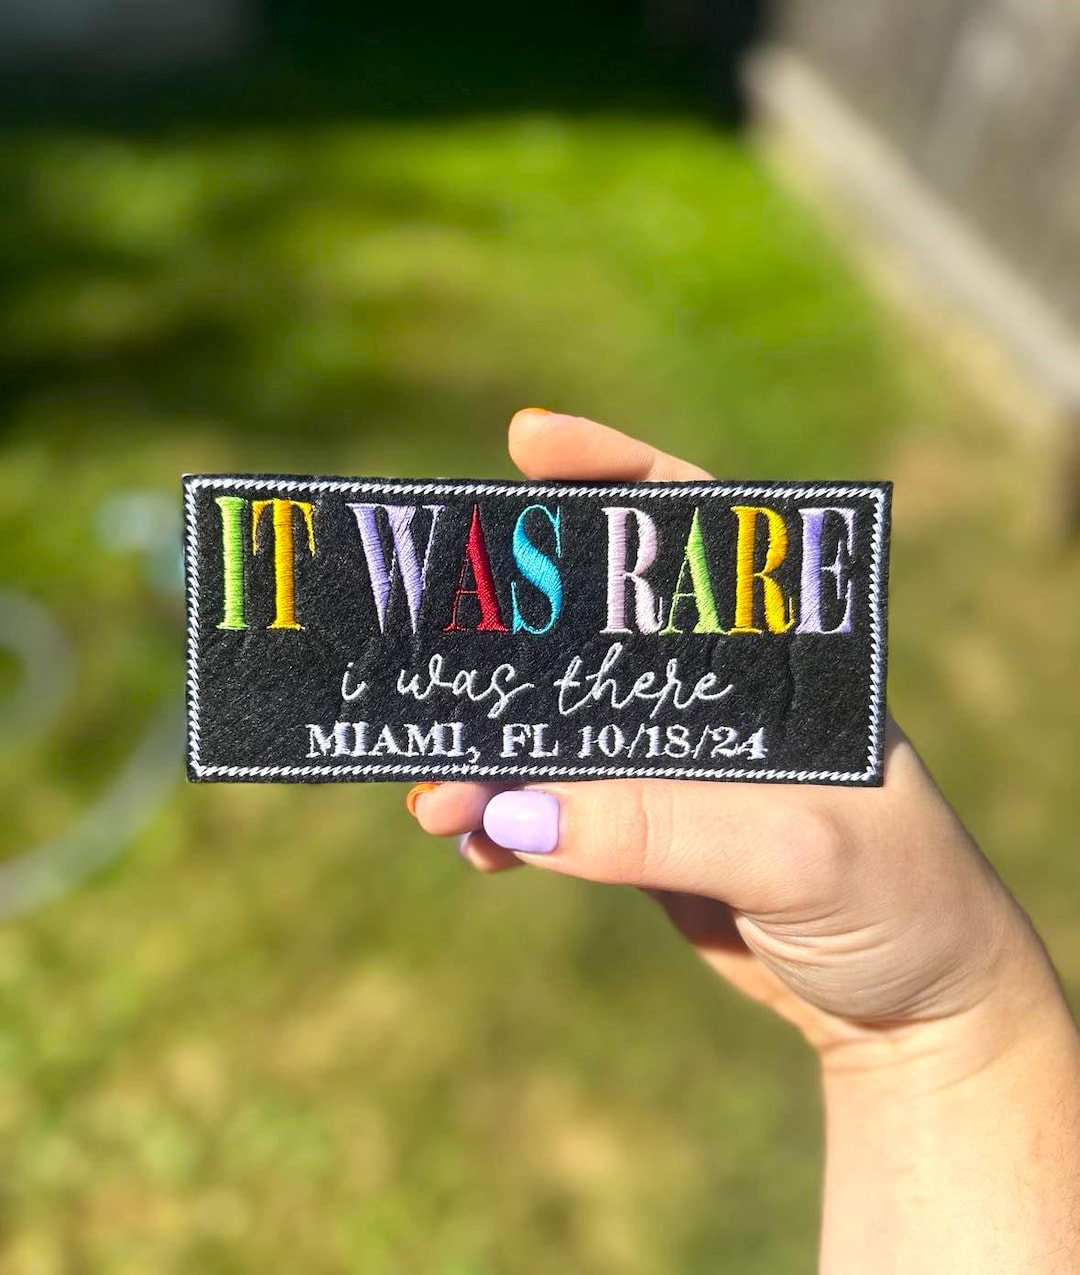 IT WAS RARE
i was there
MIAMI, FL 10/18/24